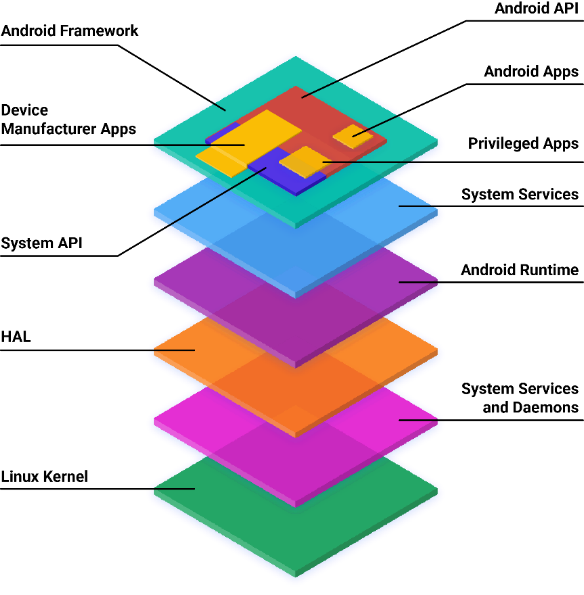 Android API
Android Framework
Android Apps
Device
Manufacturer Apps
Privileged Apps
System Services
System API
Android Runtime
HAL
System Services
and Daemons
Linux Kernel